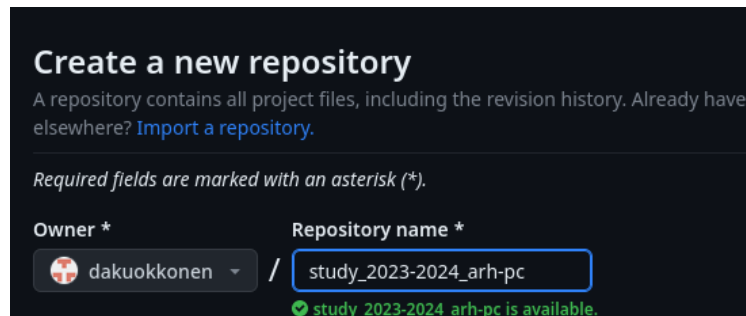 Create a new repository
A repository contains all project files, including the revision history. Already have
elsewhere? Import a repository.
Required fields are marked with an asterisk (*).
Owner *
Repository name *
dakuokkonen / study_2023-2024_arh-pc
study_2023-2024_arh-pc is available.